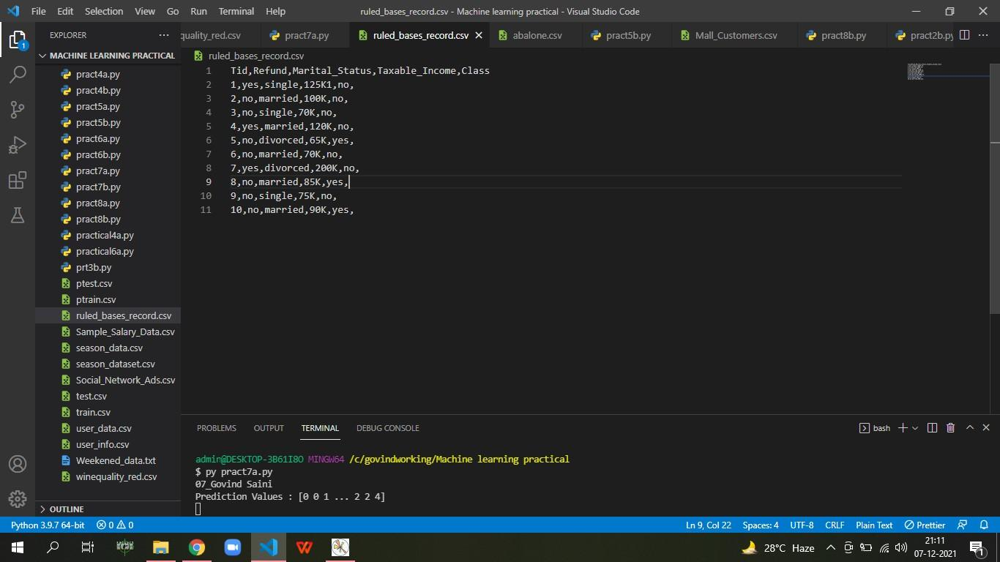 File Edit Selection View Go Run Terminal Help
ruled_bases_record.csv - Machine learning practical - Visual Studio Code
EXPLORER
quality_red.csv
pract7a.py
ruled_bases_record.csv
abalone.csv
pract5b.py
Mall_Customers.csv
pract8b.py
pract2b.py
1
MACHINE LEARNING PRACTICAL
pract4a.py
pract4b.py
pract5a.py
pract5b.py
pract6a.py
pract6b.py
pract7a.py
pract7b.py
pract8a.py
pract8b.py
practical4a.py
practical6a.py
prt3b.py
ptest.csv
ptrain.csv
ruled_bases_record.csv
Sample_Salary_Data.csv
season_data.csv
season_dataset.csv
Social_Network_Ads.csv
test.csv
train.csv
user_data.csv
user_info.csv
Weekened_data.txt
winequality_red.csv
OUTLINE
ruled_bases_record.csv
1 Tid,Refund,Marital_Status,Taxable_Income,Class
2 1,yes,single,125K1,no,
3 2,no,married,100K,no,
4 3,no,single,70K,no,
5 4,yes,married,120K,no,
6 5,no,divorced,65K,yes,
7 6,no,married,70K,no,
8 7,yes,divorced,200K,no,
9 8,no,married,85K,yes,
10 9,no,single,75K,no,
11 10,no,married,90K,yes,
PROBLEMS OUTPUT TERMINAL DEBUG CONSOLE
bash
admin@DESKTOP-3B61I8O MINGW64 /c/govindworking/Machine learning practical
$ py pract7a.py
07_Govind Saini
Prediction Values : [0 0 1 ... 2 2 4]
Python 3.9.7 64-bit 0 0 Ln 9, Col 22 Spaces: 4 UTF-8 CRLF Plain Text Prettier
28°C Haze
21:11
07-12-2021
1